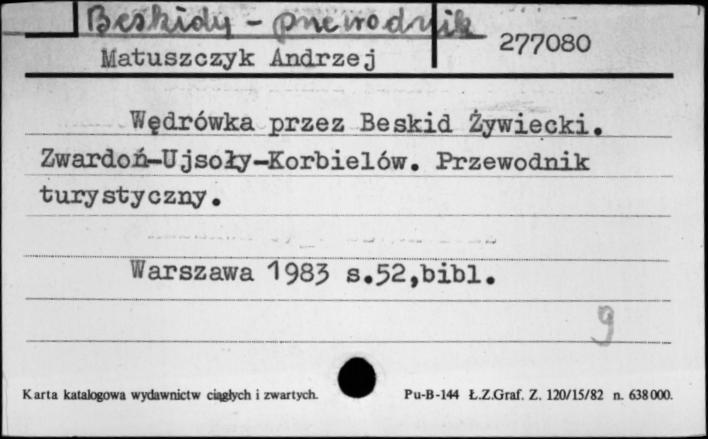 Beskidy - przewodnik
Matuszczyk Andrzej
277080
Wędrówka przez Beskid Żywiecki.
Zwardoń-Ujsoły-Korbielów. Przewodnik
turystyczny.
Warszawa 1983 s.52,bibl.
9
Karta katalogowa wydawnictw ciągłych i zwartych.
Pu-B-144 Ł.Z.Graf. Z. 120/15/82 n. 638000.